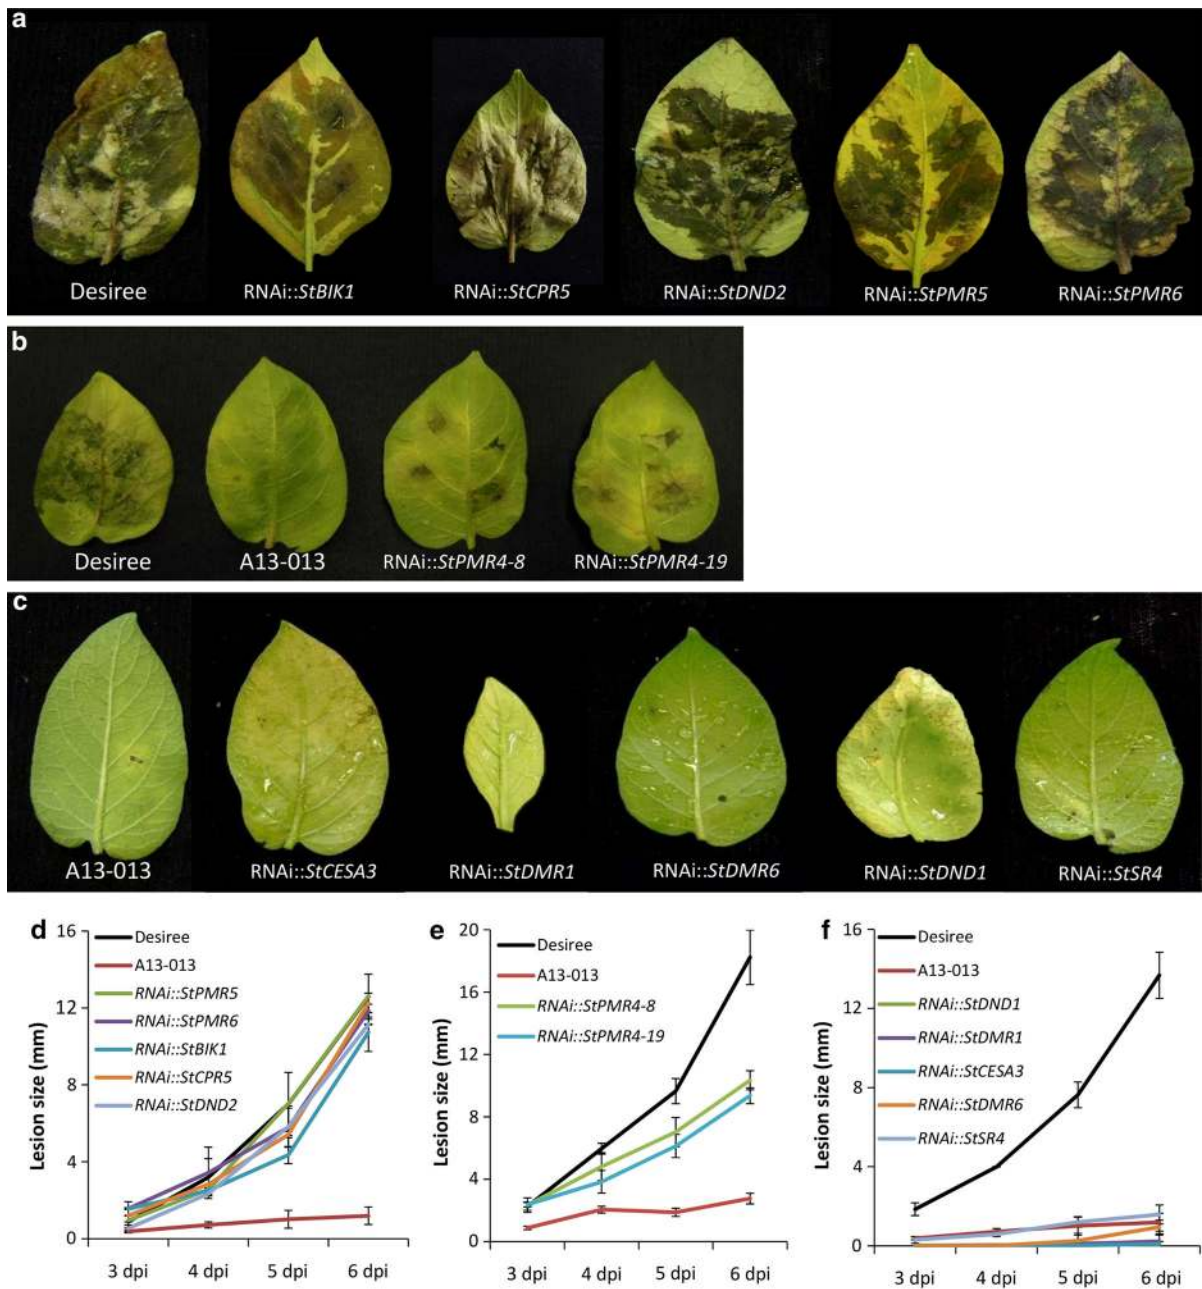 a
Desiree
RNAi::StBIK1
RNAi::StCPR5
RNAi::StDND2
RNAi::StPMR5
RNAi::StPMR6
b
Desiree
A13-013
RNAi::StPMR4-8
RNAi::StPMR4-19
c
A13-013
RNAi::StCESA3
RNAi::StDMR1
RNAi::StDMR6
RNAi::StDND1
RNAi::StSR4
d
16
12
8
4
0
Lesion size (mm)
Desiree
A13-013
RNAi::StPMR5
RNAi::StPMR6
RNAi::StBIK1
RNAi::StCPR5
RNAi::StDND2
3 dpi 4 dpi 5 dpi 6 dpi
e
20
16
12
8
4
0
Lesion size (mm)
Desiree
A13-013
RNAi::StPMR4-8
RNAi::StPMR4-19
3 dpi 4 dpi 5 dpi 6 dpi
f
16
12
8
4
0
Lesion size (mm)
Desiree
A13-013
RNAi::StDND1
RNAi::StDMR1
RNAi::StCESA3
RNAi::StDMR6
RNAi::StSR4
3 dpi 4 dpi 5 dpi 6 dpi